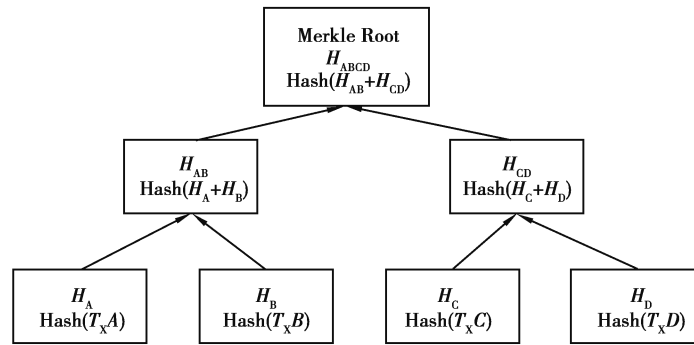 Merkle Root
H_ABCD
Hash(H_AB+H_CD)
H_AB
Hash(H_A+H_B)
H_CD
Hash(H_C+H_D)
H_A
Hash(T_XA)
H_B
Hash(T_XB)
H_C
Hash(T_XC)
H_D
Hash(T_XD)